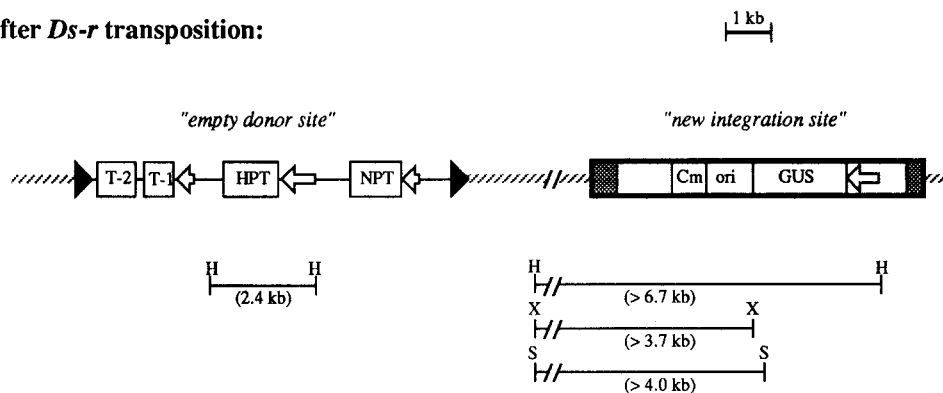 fter Ds-r transposition:
1 kb
"empty donor site"
"new integration site"
T-2 T-1 HPT NPT
Cm ori GUS
H H
(2.4 kb)
H H
(> 6.7 kb)
X X
(> 3.7 kb)
S S
(> 4.0 kb)